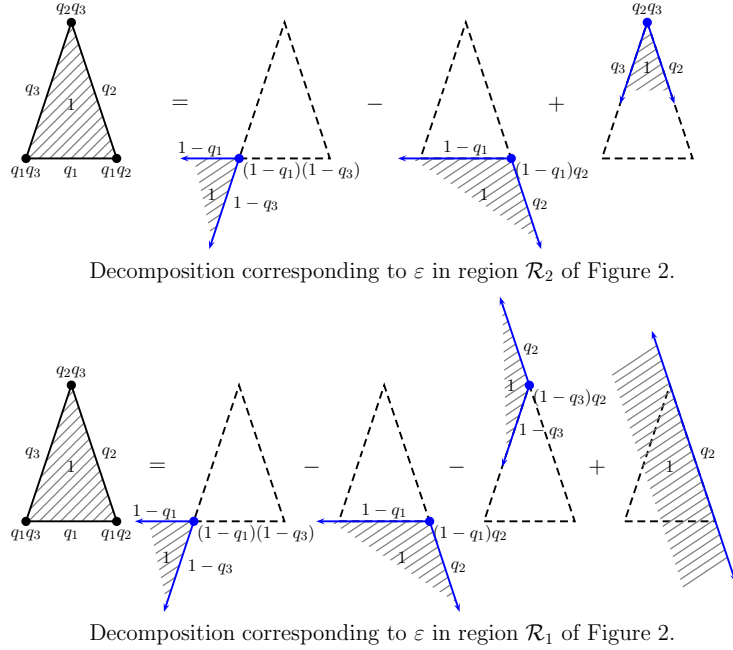 q₂q₃ q₂q₃
q₃ q₂ 1 = − + q₃ 1 q₂
1 − q₁ 1 − q₁
q₁q₃ q₁ q₁q₂ (1 − q₁)(1 − q₃) (1 − q₁)q₂
1 1 − q₃ 1 q₂
Decomposition corresponding to ε in region ℛ₂ of Figure 2.
q₂
q₂q₃ 1 (1 − q₃)q₂
q₃ q₂ 1 = − − 1 − q₃ + 1 q₂
1 − q₁ 1 − q₁
q₁q₃ q₁ q₁q₂ (1 − q₁)(1 − q₃) (1 − q₁)q₂
1 1 − q₃ 1 q₂
Decomposition corresponding to ε in region ℛ₁ of Figure 2.